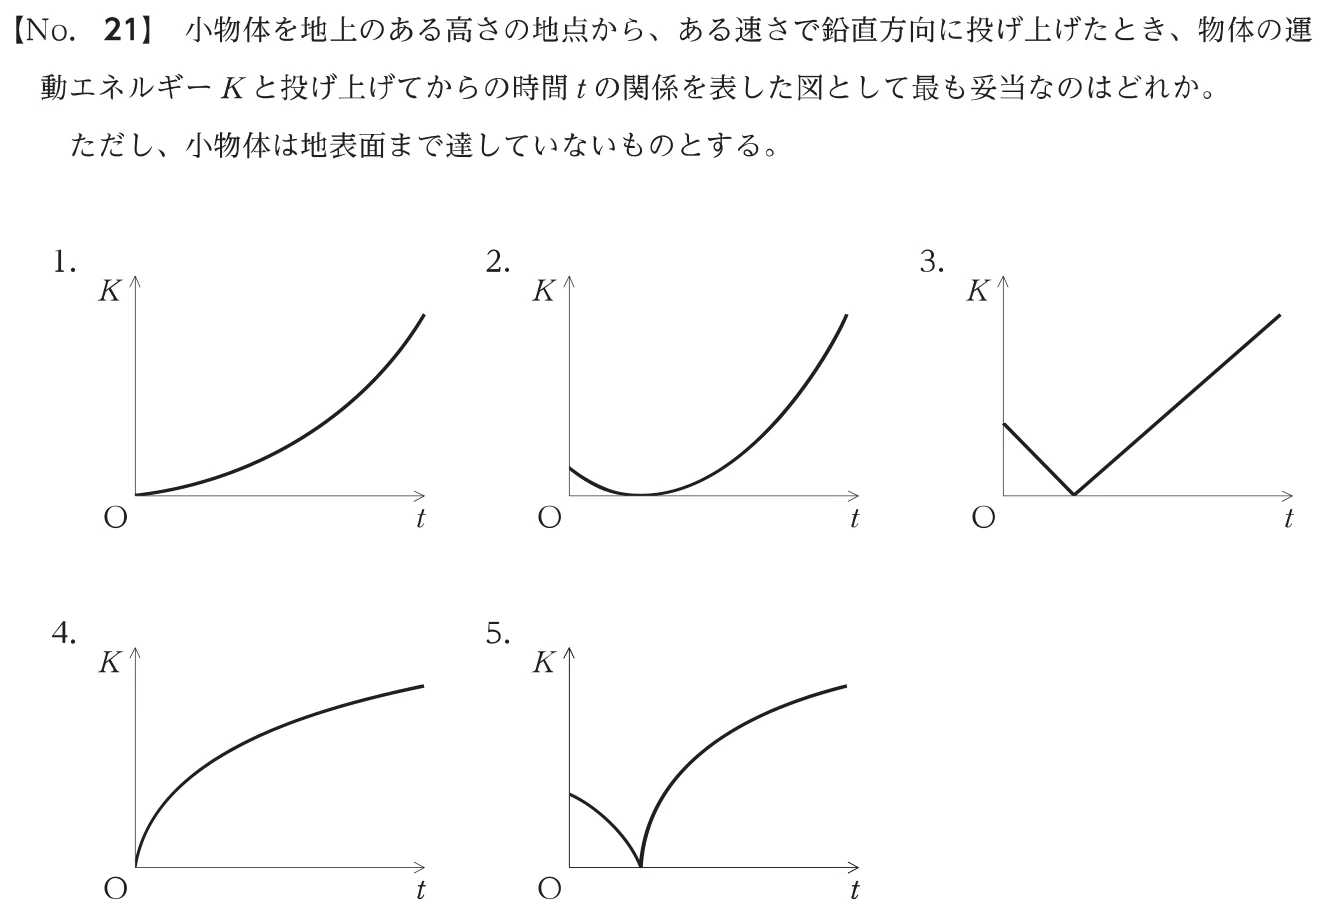 【No. 21】 小物体を地上のある高さの地点から、ある速さで鉛直方向に投げ上げたとき、物体の運
動エネルギー K と投げ上げてからの時間 t の関係を表した図として最も妥当なのはどれか。
ただし、小物体は地表面まで達していないものとする。
1.
K
O
t
2.
K
O
t
3.
K
O
t
4.
K
O
t
5.
K
O
t